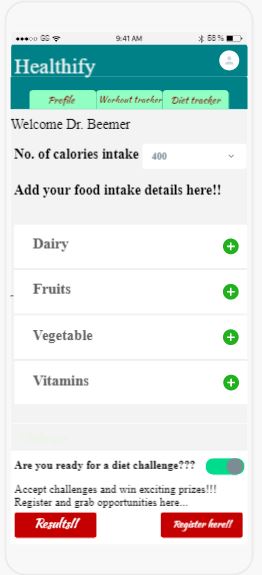 ●●●○○ GS 9:41 AM 58%
Healthify
Profile Workout tracker Diet tracker
Welcome Dr. Beemer
No. of calories intake 400
Add your food intake details here!!
Dairy
Fruits
Vegetable
Vitamins
Are you ready for a diet challenge???
Accept challenges and win exciting prizes!!!
Register and grab opportunities here...
Results!! Register here!!